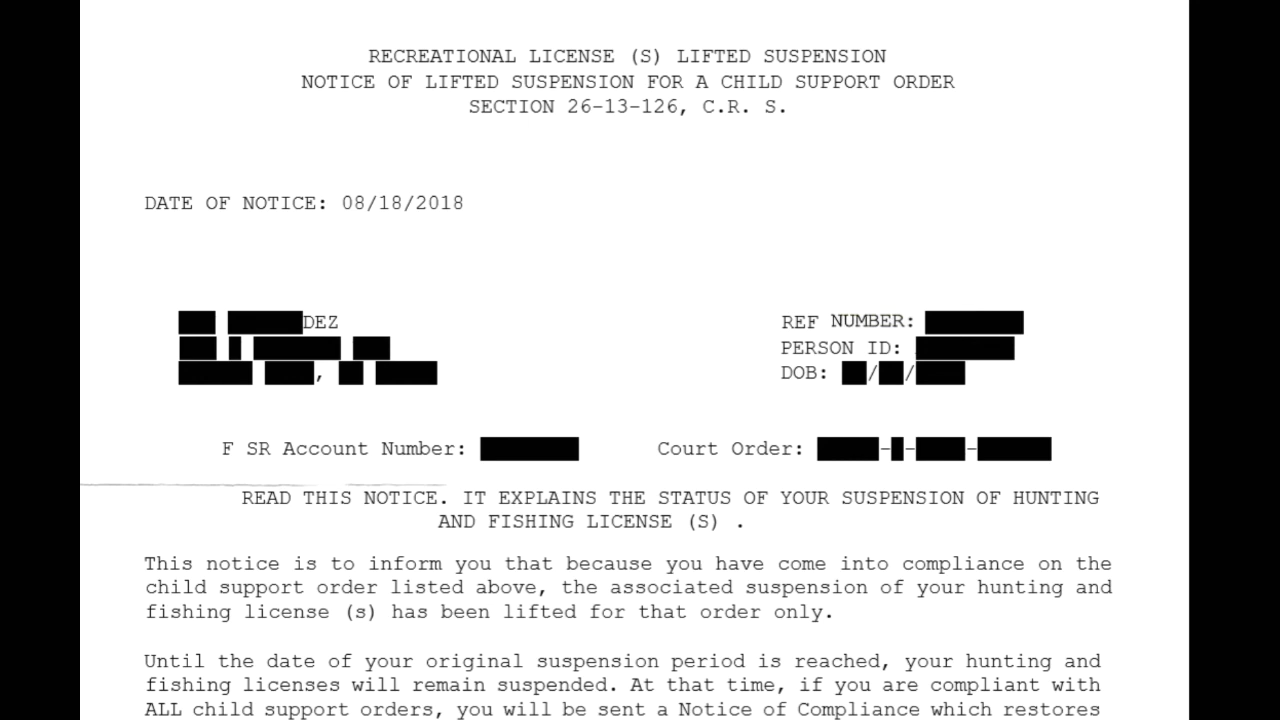 RECREATIONAL LICENSE (S) LIFTED SUSPENSION
NOTICE OF LIFTED SUSPENSION FOR A CHILD SUPPORT ORDER
SECTION 26-13-126, C.R. S.
DATE OF NOTICE: 08/18/2018
DEZ
,
REF NUMBER:
PERSON ID:
DOB: / /
F SR Account Number: Court Order: - - -
READ THIS NOTICE. IT EXPLAINS THE STATUS OF YOUR SUSPENSION OF HUNTING
AND FISHING LICENSE (S) .
This notice is to inform you that because you have come into compliance on the
child support order listed above, the associated suspension of your hunting and
fishing license (s) has been lifted for that order only.
Until the date of your original suspension period is reached, your hunting and
fishing licenses will remain suspended. At that time, if you are compliant with
ALL child support orders, you will be sent a Notice of Compliance which restores